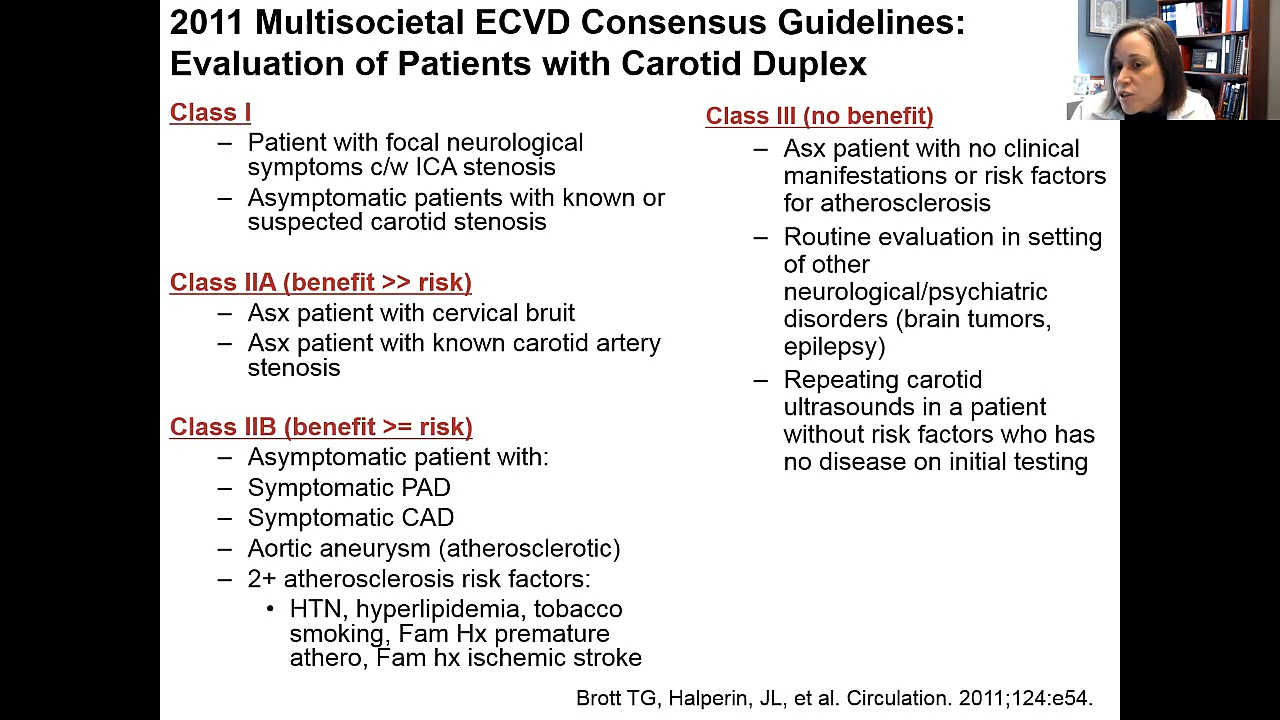 2011 Multisocietal ECVD Consensus Guidelines:
Evaluation of Patients with Carotid Duplex
Class I
– Patient with focal neurological
symptoms c/w ICA stenosis
– Asymptomatic patients with known or
suspected carotid stenosis
Class IIA (benefit >> risk)
– Asx patient with cervical bruit
– Asx patient with known carotid artery
stenosis
Class IIB (benefit >= risk)
– Asymptomatic patient with:
– Symptomatic PAD
– Symptomatic CAD
– Aortic aneurysm (atherosclerotic)
– 2+ atherosclerosis risk factors:
• HTN, hyperlipidemia, tobacco
smoking, Fam Hx premature
athero, Fam hx ischemic stroke
Class III (no benefit)
– Asx patient with no clinical
manifestations or risk factors
for atherosclerosis
– Routine evaluation in setting
of other
neurological/psychiatric
disorders (brain tumors,
epilepsy)
– Repeating carotid
ultrasounds in a patient
without risk factors who has
no disease on initial testing
Brott TG, Halperin, JL, et al. Circulation. 2011;124:e54.